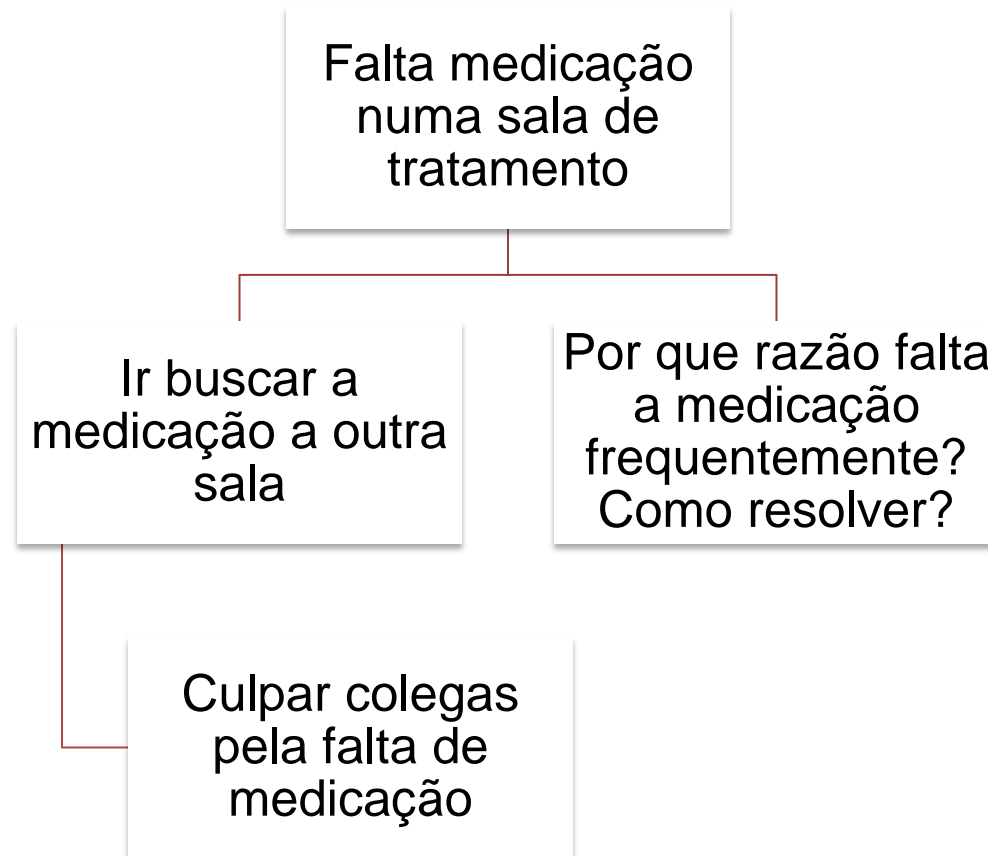 Falta medicação
numa sala de
tratamento
Ir buscar a
medicação a outra
sala
Por que razão falta
a medicação
frequentemente?
Como resolver?
Culpar colegas
pela falta de
medicação